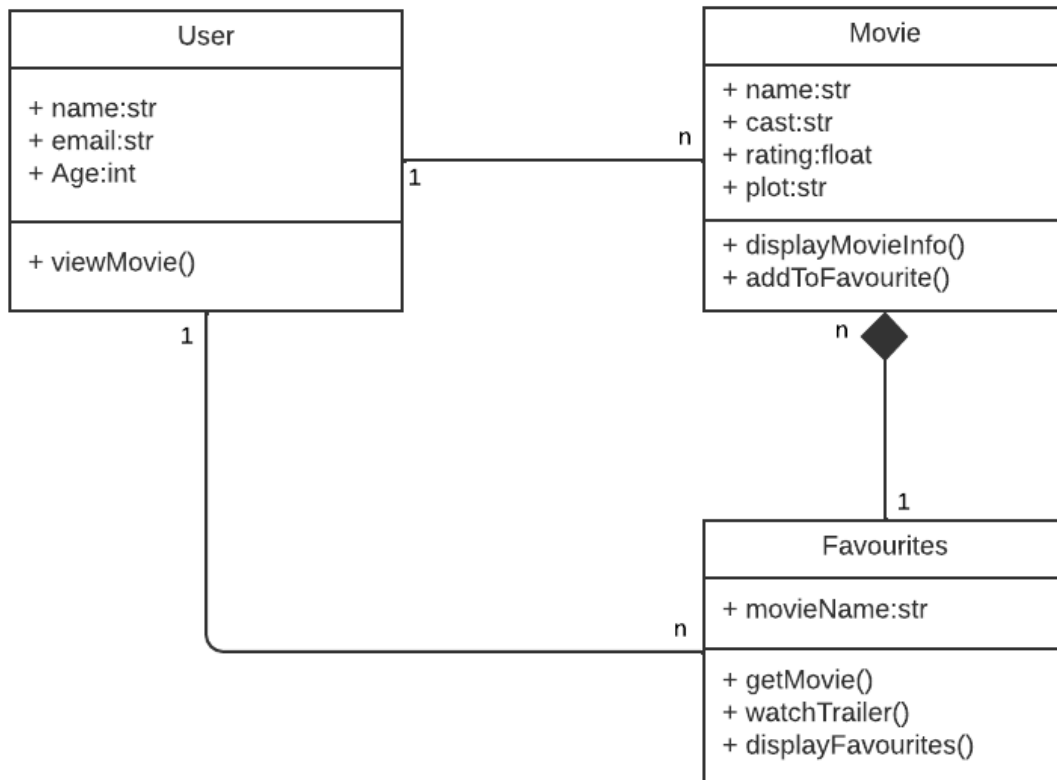 User
+ name:str
+ email:str
+ Age:int
+ viewMovie()
1
n
Movie
+ name:str
+ cast:str
+ rating:float
+ plot:str
+ displayMovieInfo()
+ addToFavourite()
1
n
n
1
Favourites
+ movieName:str
+ getMovie()
+ watchTrailer()
+ displayFavourites()